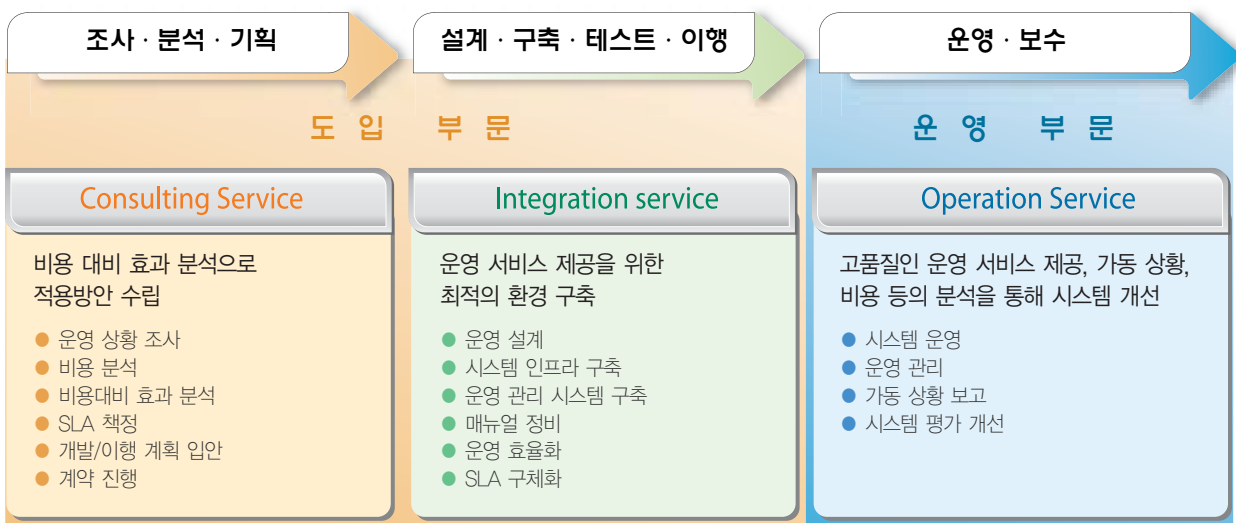 조사 · 분석 · 기획
설계 · 구축 · 테스트 · 이행
운영 · 보수
도 입 부 문
운 영 부 문
Consulting Service
비용 대비 효과 분석으로
적용방안 수립
● 운영 상황 조사
● 비용 분석
● 비용대비 효과 분석
● SLA 책정
● 개발/이행 계획 입안
● 계약 진행
Integration service
운영 서비스 제공을 위한
최적의 환경 구축
● 운영 설계
● 시스템 인프라 구축
● 운영 관리 시스템 구축
● 매뉴얼 정비
● 운영 효율화
● SLA 구체화
Operation Service
고품질인 운영 서비스 제공, 가동 상황,
비용 등의 분석을 통해 시스템 개선
● 시스템 운영
● 운영 관리
● 가동 상황 보고
● 시스템 평가 개선